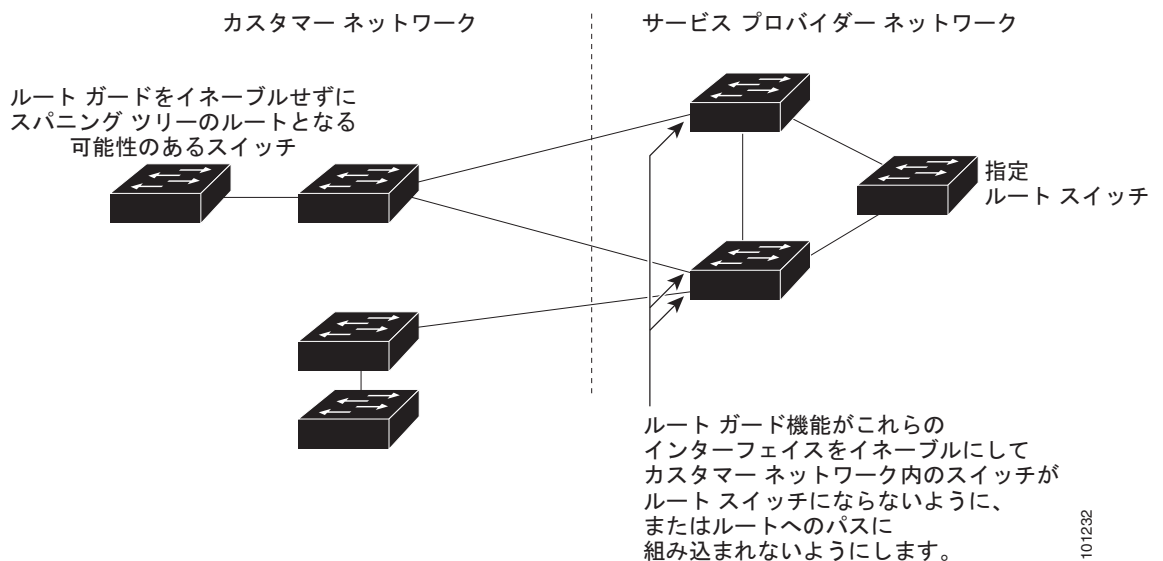 カスタマー ネットワーク
サービス プロバイダー ネットワーク
ルート ガードをイネーブルせずに
スパニング ツリーのルートとなる
可能性のあるスイッチ
指定
ルート スイッチ
ルート ガード機能がこれらの
インターフェイスをイネーブルにして
カスタマー ネットワーク内のスイッチが
ルート スイッチにならないように、
またはルートへのパスに
組み込まれないようにします。
101232